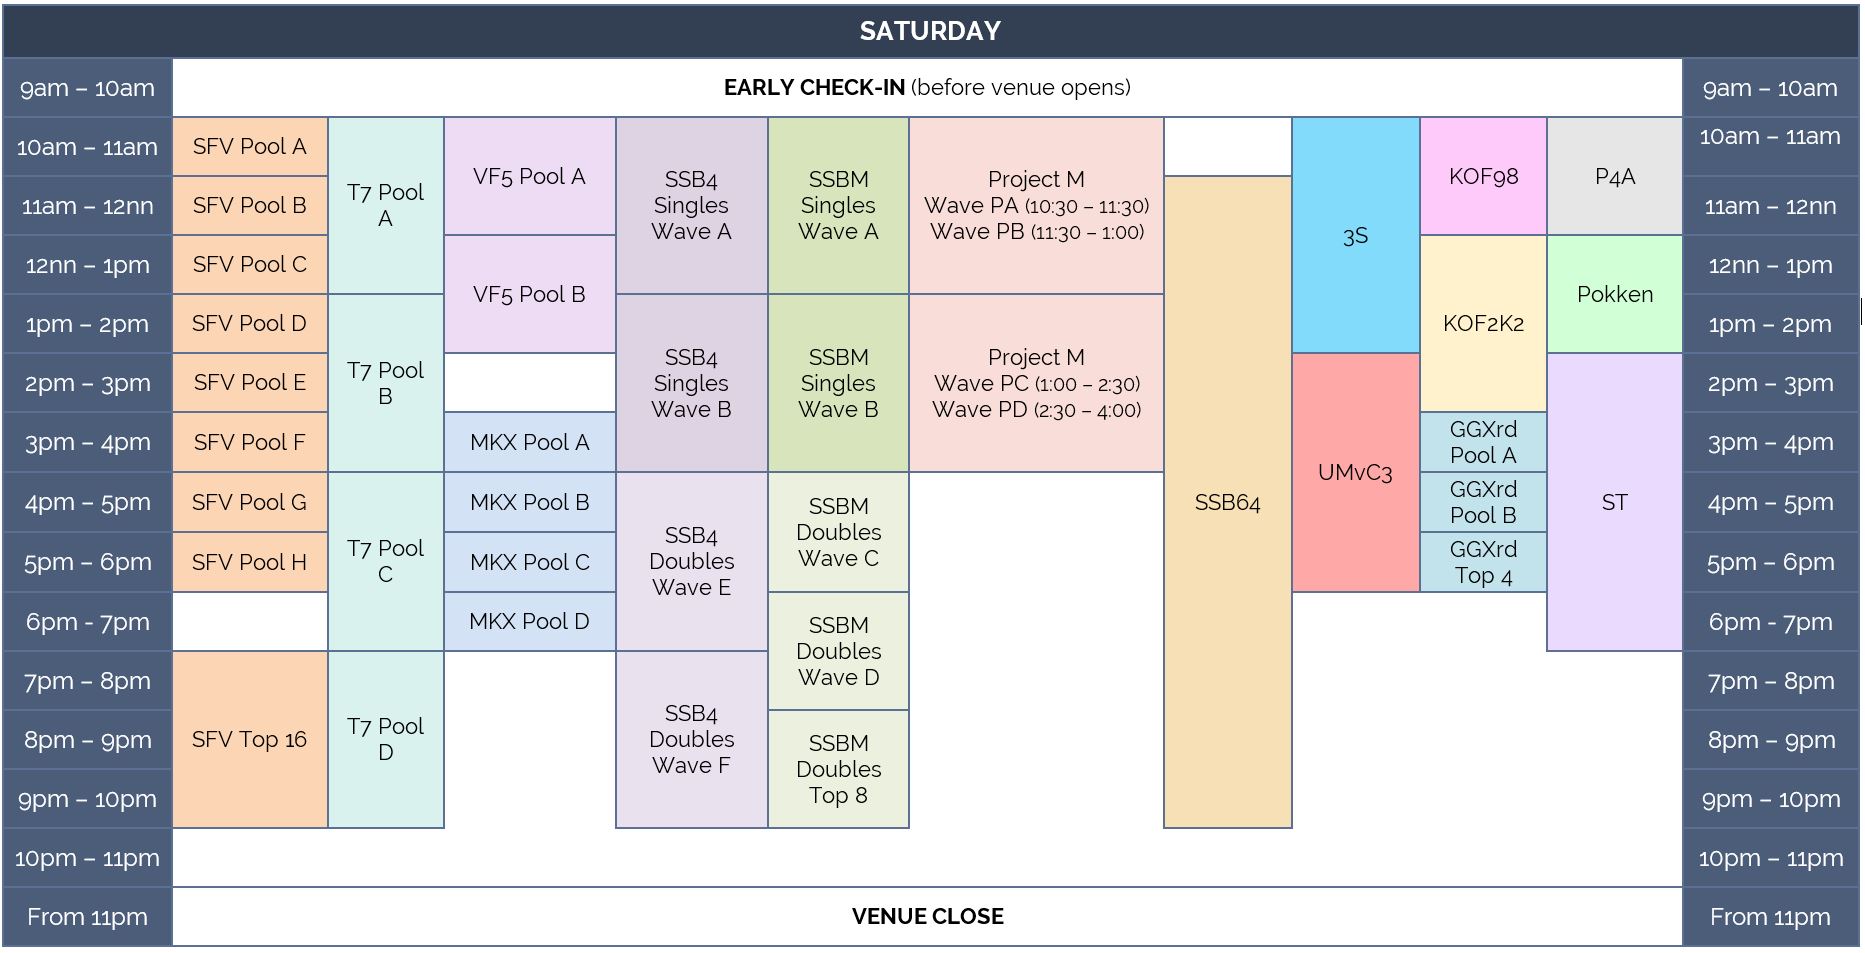 SATURDAY
9am – 10am
EARLY CHECK-IN (before venue opens)
9am – 10am
10am – 11am
SFV Pool A
T7 Pool
A
VF5 Pool A
SSB4
Singles
Wave A
SSBM
Singles
Wave A
Project M
Wave PA (10:30 – 11:30)
Wave PB (11:30 – 1:00)
3S
KOF98
P4A
10am – 11am
11am – 12nn
SFV Pool B
SSB64
11am – 12nn
12nn – 1pm
SFV Pool C
VF5 Pool B
KOF2K2
Pokken
12nn – 1pm
1pm – 2pm
SFV Pool D
T7 Pool
B
SSB4
Singles
Wave B
SSBM
Singles
Wave B
Project M
Wave PC (1:00 – 2:30)
Wave PD (2:30 – 4:00)
1pm – 2pm
2pm – 3pm
SFV Pool E
UMvC3
ST
2pm – 3pm
3pm – 4pm
SFV Pool F
MKX Pool A
GGXrd
Pool A
3pm – 4pm
4pm – 5pm
SFV Pool G
T7 Pool
C
MKX Pool B
SSB4
Doubles
Wave E
SSBM
Doubles
Wave C
GGXrd
Pool B
4pm – 5pm
5pm – 6pm
SFV Pool H
MKX Pool C
GGXrd
Top 4
5pm – 6pm
6pm - 7pm
MKX Pool D
SSBM
Doubles
Wave D
6pm - 7pm
7pm – 8pm
SFV Top 16
T7 Pool
D
SSB4
Doubles
Wave F
7pm – 8pm
8pm – 9pm
SSBM
Doubles
Top 8
8pm – 9pm
9pm – 10pm
9pm – 10pm
10pm – 11pm
10pm – 11pm
From 11pm
VENUE CLOSE
From 11pm